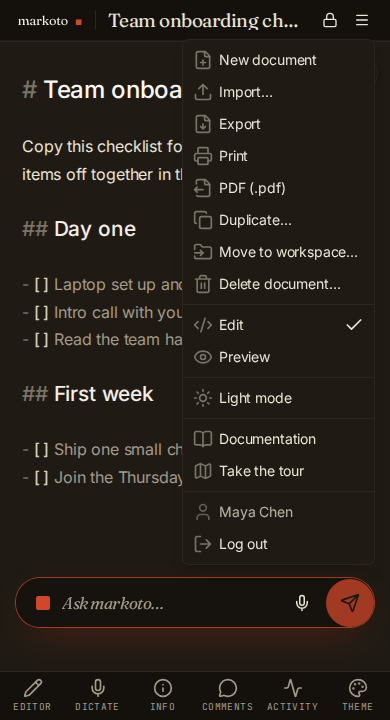 markoto
Team onboarding ch...
# Team onboa
Copy this checklist fo
items off together in t
## Day one
- [ ] Laptop set up and
- [ ] Intro call with you
- [ ] Read the team ha
## First week
- [ ] Ship one small ch
- [ ] Join the Thursday
New document
Import...
Export
Print
PDF (.pdf)
Duplicate...
Move to workspace...
Delete document...
Edit
Preview
Light mode
Documentation
Take the tour
Maya Chen
Log out
Ask markoto...
EDITOR
DICTATE
INFO
COMMENTS
ACTIVITY
THEME